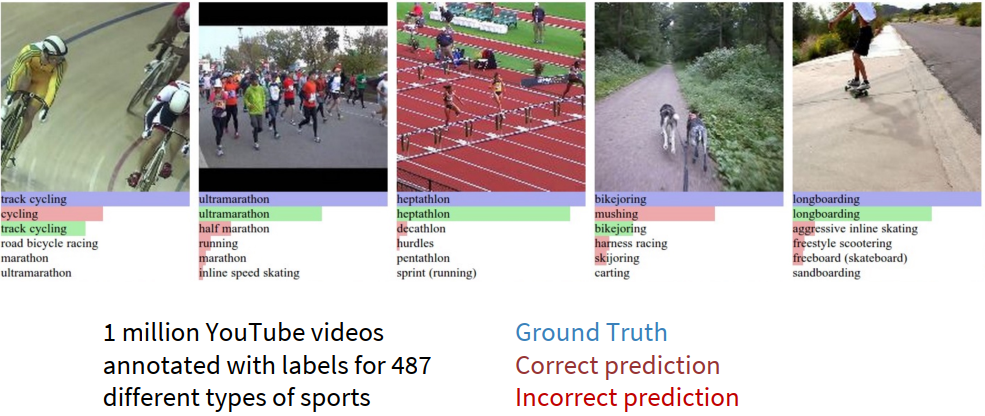 track cycling
cycling
track cycling
road bicycle racing
marathon
ultramarathon
ultramarathon
ultramarathon
half marathon
running
marathon
inline speed skating
heptathlon
heptathlon
decathlon
hurdles
pentathlon
sprint (running)
bikejoring
mushing
bikejoring
harness racing
skijoring
carting
longboarding
longboarding
aggressive inline skating
freestyle scootering
freeboard (skateboard)
sandboarding
1 million YouTube videos
annotated with labels for 487
different types of sports
Ground Truth
Correct prediction
Incorrect prediction